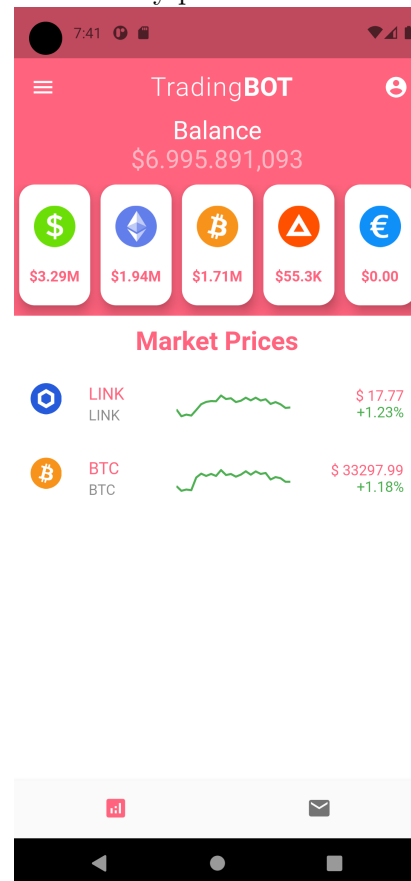 7:41
TradingBOT
Balance
$6.995.891,093
$3.29M $1.94M $1.71M $55.3K $0.00
Market Prices
LINK $ 17.77
LINK +1.23%
BTC $ 33297.99
BTC +1.18%